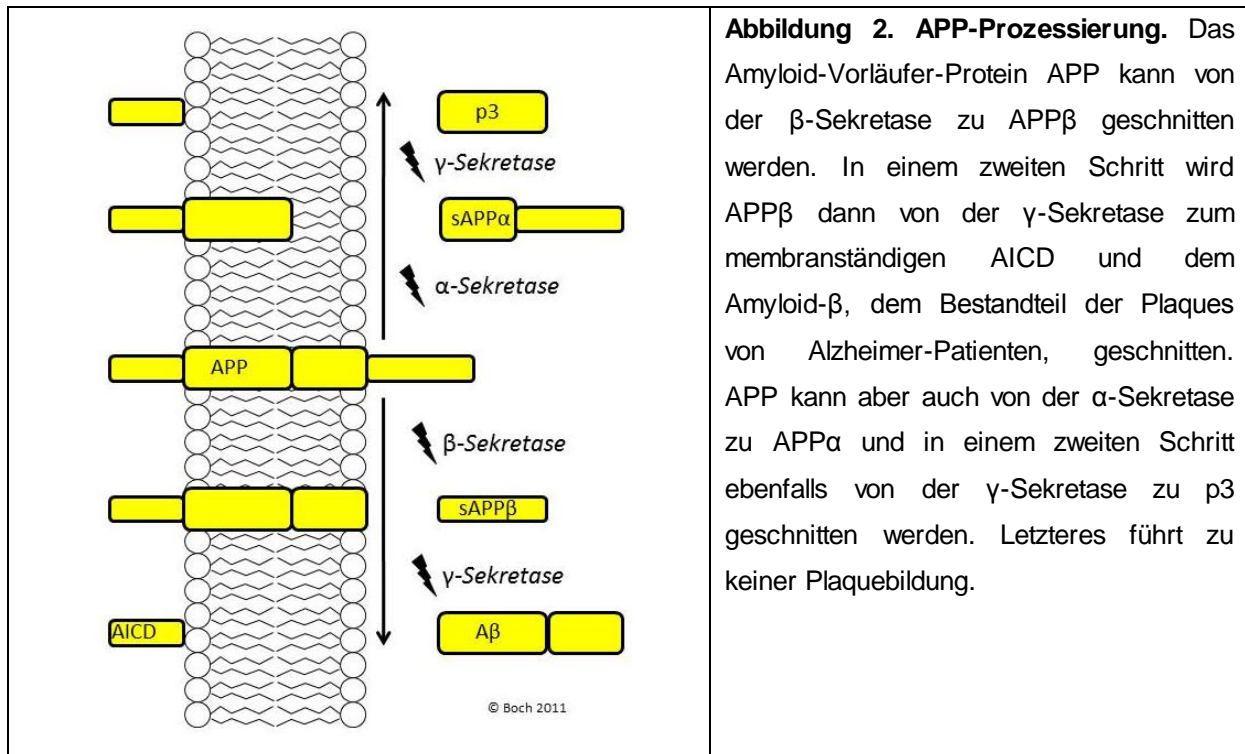 p3
γ-Sekretase
sAPPα
α-Sekretase
APP
β-Sekretase
sAPPβ
γ-Sekretase
AICD
Aβ
© Boch 2011
Abbildung 2. APP-Prozessierung. Das
Amyloid-Vorläufer-Protein APP kann von
der β-Sekretase zu APPβ geschnitten
werden. In einem zweiten Schritt wird
APPβ dann von der γ-Sekretase zum
membranständigen AICD und dem
Amyloid-β, dem Bestandteil der Plaques
von Alzheimer-Patienten, geschnitten.
APP kann aber auch von der α-Sekretase
zu APPα und in einem zweiten Schritt
ebenfalls von der γ-Sekretase zu p3
geschnitten werden. Letzteres führt zu
keiner Plaquebildung.